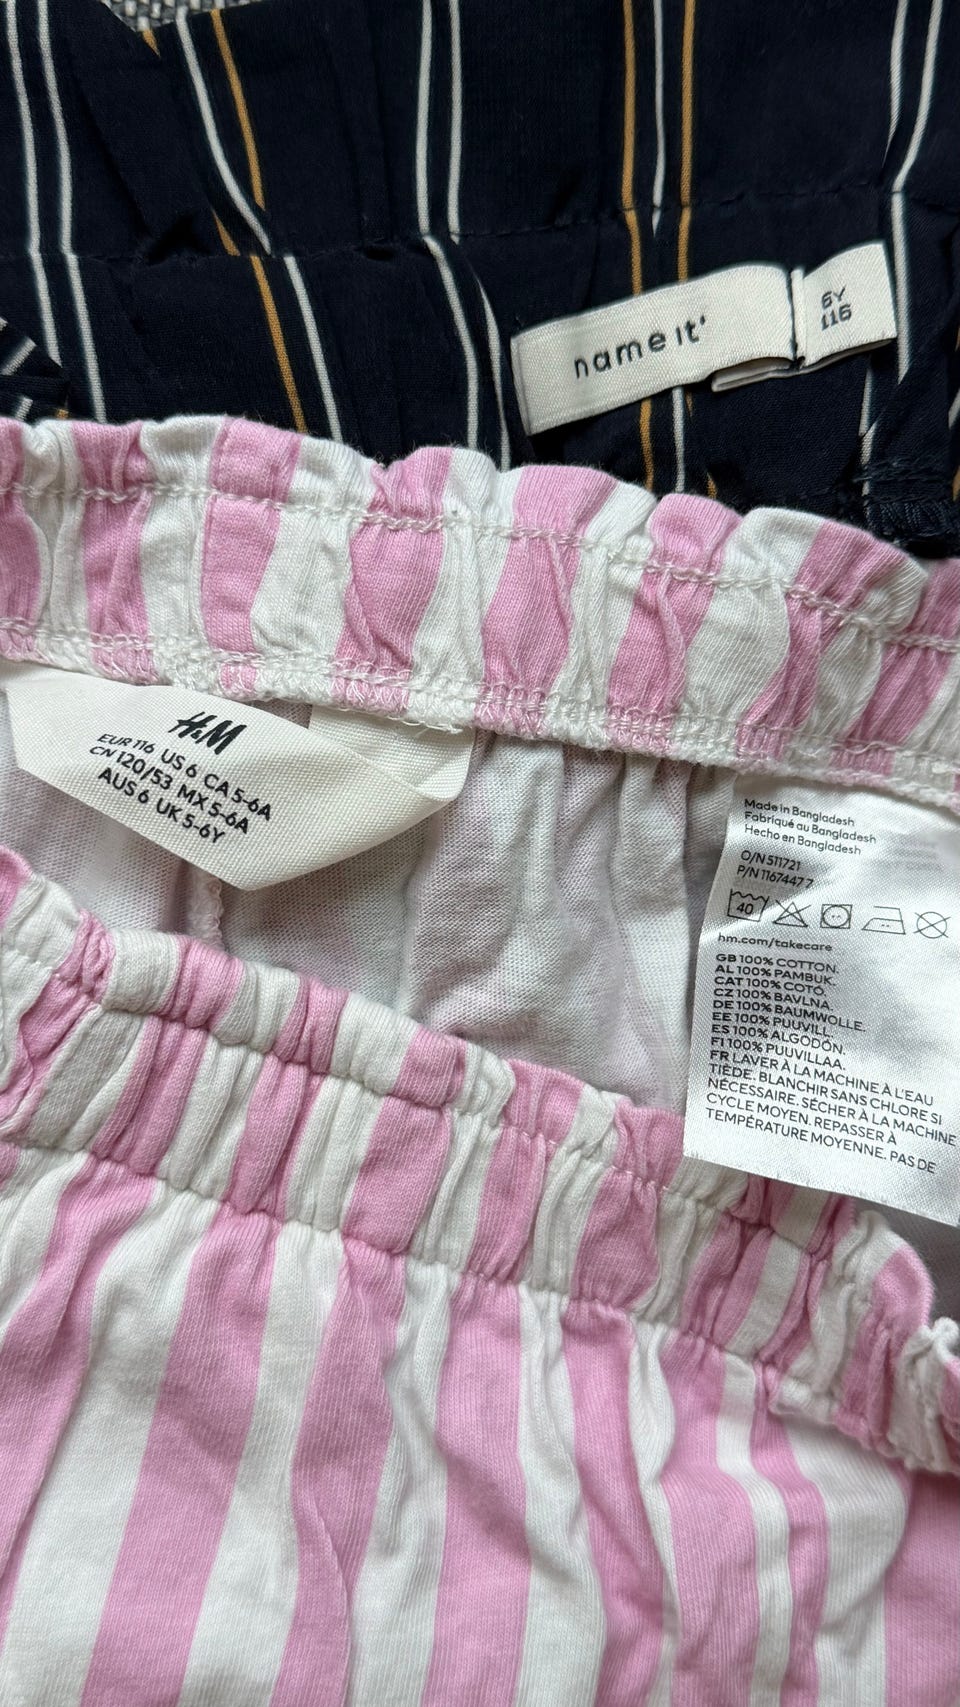 name it®
6Y
116
H&M
EUR 116 US 6 CA 5-6A
CN 120/53 MX 5-6A
AUS 6 UK 5-6Y
Made in Bangladesh
Fabriqué au Bangladesh
Hecho en Bangladesh
O/N 511721
P/N 1167447 7
40
hm.com/takecare
GB 100% COTTON.
AL 100% PAMBUK.
CAT 100% COTÓ.
CZ 100% BAVLNA.
DE 100% BAUMWOLLE.
EE 100% PUUVILL.
ES 100% ALGODÓN.
FI 100% PUUVILLAA.
FR LAVER À LA MACHINE À L'EAU
TIÈDE. BLANCHIR SANS CHLORE SI
NÉCESSAIRE. SÉCHER À LA MACHINE
CYCLE MOYEN. REPASSER À
TEMPÉRATURE MOYENNE. PAS DE